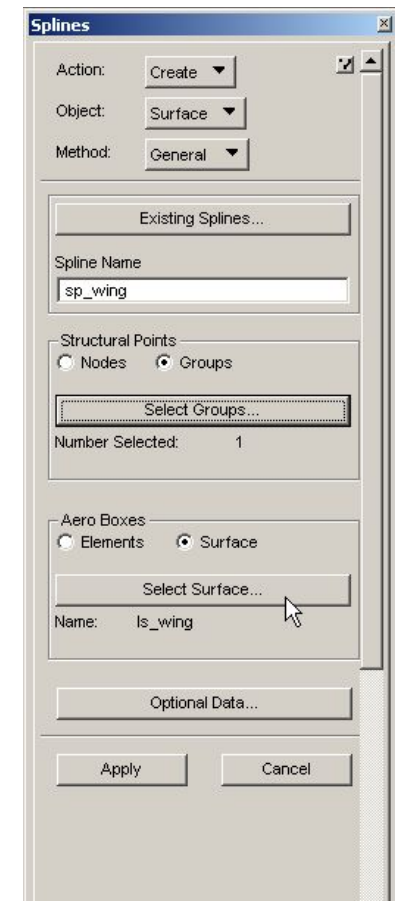 Splines
Action: Create
Object: Surface
Method: General
Existing Splines...
Spline Name
sp_wing
Structural Points
Nodes Groups
Select Groups...
Number Selected: 1
Aero Boxes
Elements Surface
Select Surface...
Name: ls_wing
Optional Data...
Apply Cancel